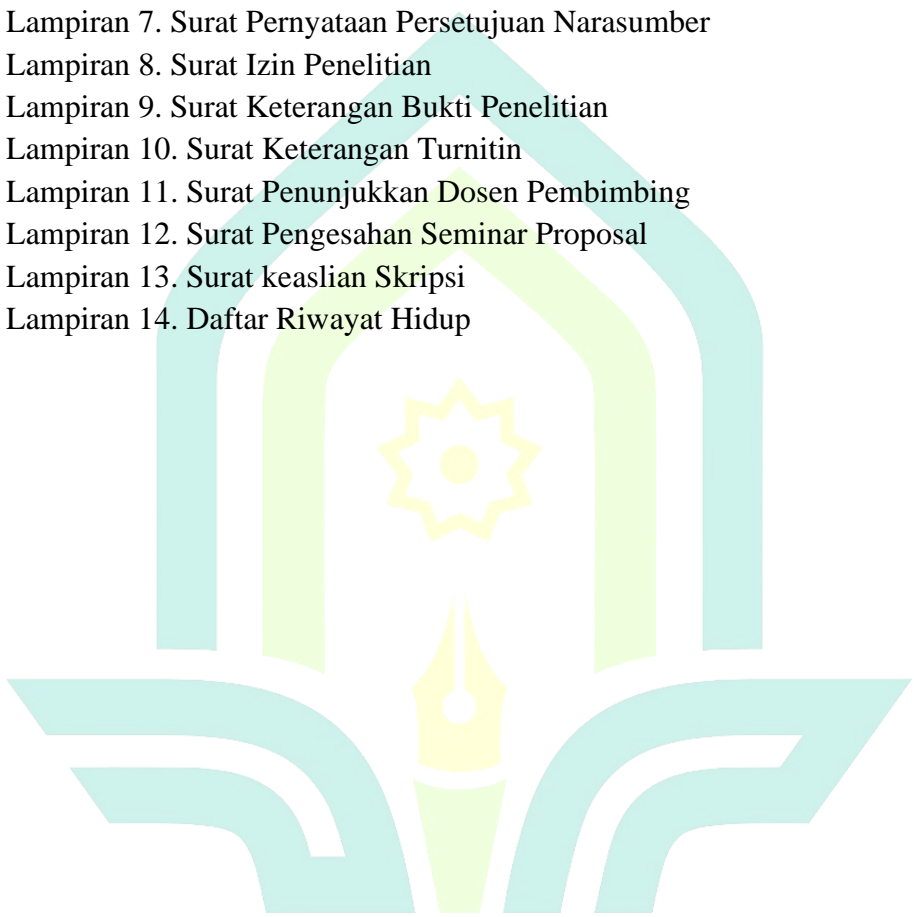 Lampiran 7. Surat Pernyataan Persetujuan Narasumber
Lampiran 8. Surat Izin Penelitian
Lampiran 9. Surat Keterangan Bukti Penelitian
Lampiran 10. Surat Keterangan Turnitin
Lampiran 11. Surat Penunjukkan Dosen Pembimbing
Lampiran 12. Surat Pengesahan Seminar Proposal
Lampiran 13. Surat keaslian Skripsi
Lampiran 14. Daftar Riwayat Hidup